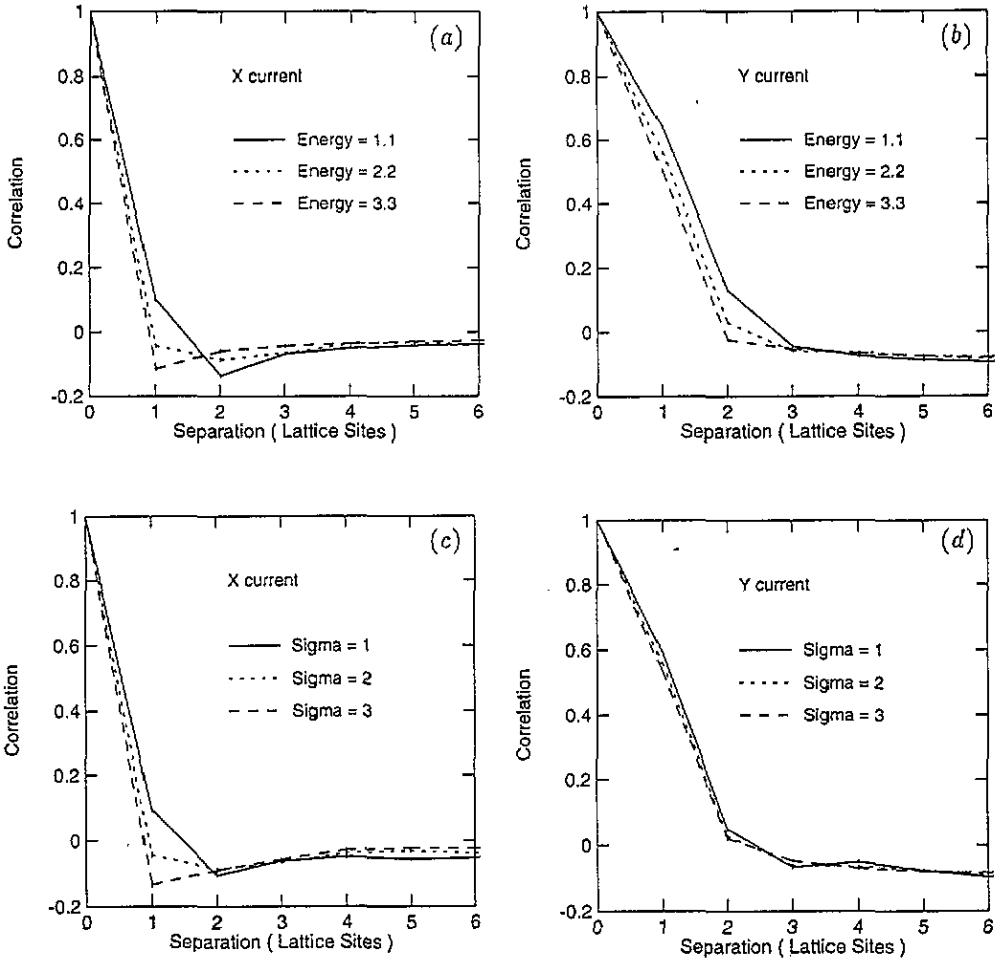 (a)
X current
Energy = 1.1
Energy = 2.2
Energy = 3.3
Correlation
1
0.8
0.6
0.4
0.2
0
-0.2
0 1 2 3 4 5 6
Separation ( Lattice Sites )
(b)
Y current
Energy = 1.1
Energy = 2.2
Energy = 3.3
Correlation
1
0.8
0.6
0.4
0.2
0
-0.2
0 1 2 3 4 5 6
Separation ( Lattice Sites )
(c)
X current
Sigma = 1
Sigma = 2
Sigma = 3
Correlation
1
0.8
0.6
0.4
0.2
0
-0.2
0 1 2 3 4 5 6
Separation ( Lattice Sites )
(d)
Y current
Sigma = 1
Sigma = 2
Sigma = 3
Correlation
1
0.8
0.6
0.4
0.2
0
-0.2
0 1 2 3 4 5 6
Separation ( Lattice Sites )